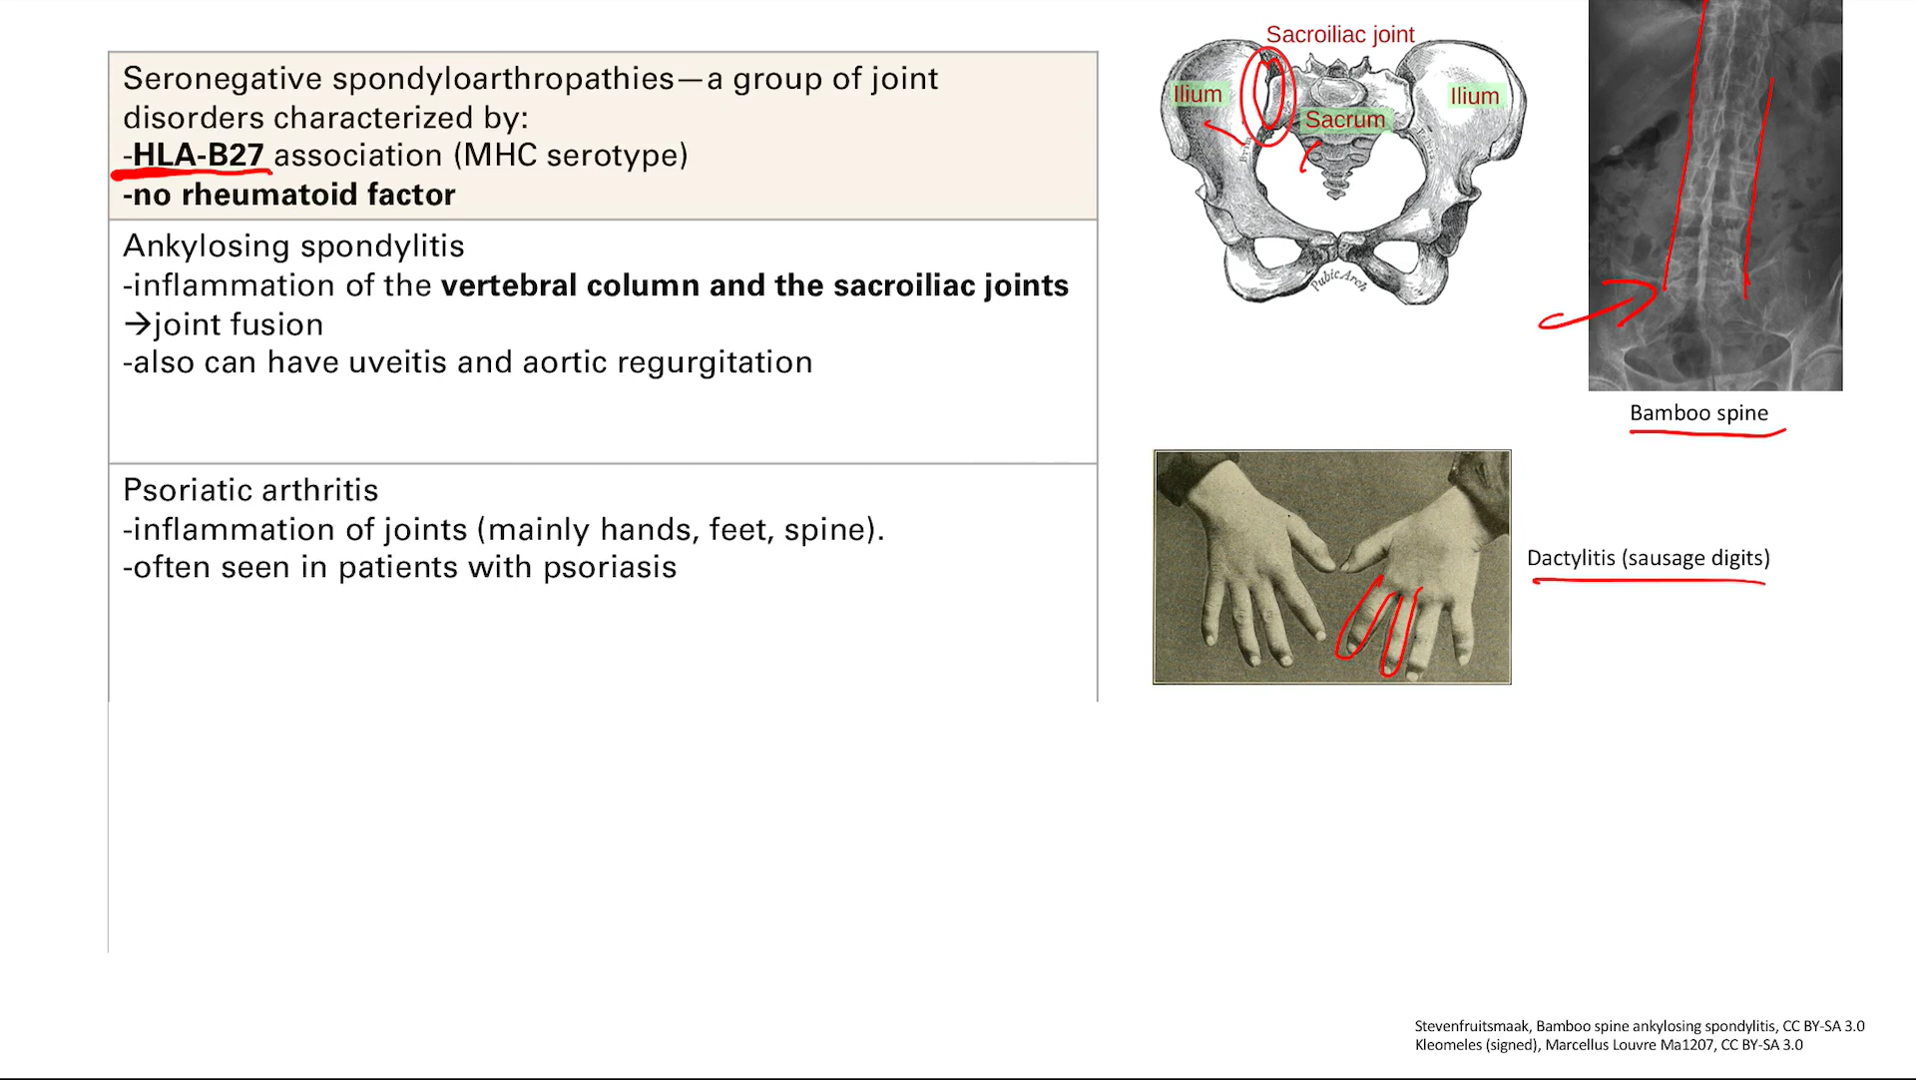 Seronegative spondyloarthropathies—a group of joint
disorders characterized by:
-HLA-B27 association (MHC serotype)
-no rheumatoid factor
Ankylosing spondylitis
-inflammation of the vertebral column and the sacroiliac joints
→joint fusion
-also can have uveitis and aortic regurgitation
Psoriatic arthritis
-inflammation of joints (mainly hands, feet, spine).
-often seen in patients with psoriasis
Sacroiliac joint
Ilium
Ilium
Sacrum
Pubic Arch
Bamboo spine
Dactylitis (sausage digits)
Stevenfruitsmaak, Bamboo spine ankylosing spondylitis, CC BY-SA 3.0
Kleomeles (signed), Marcellus Louvre Ma1207, CC BY-SA 3.0